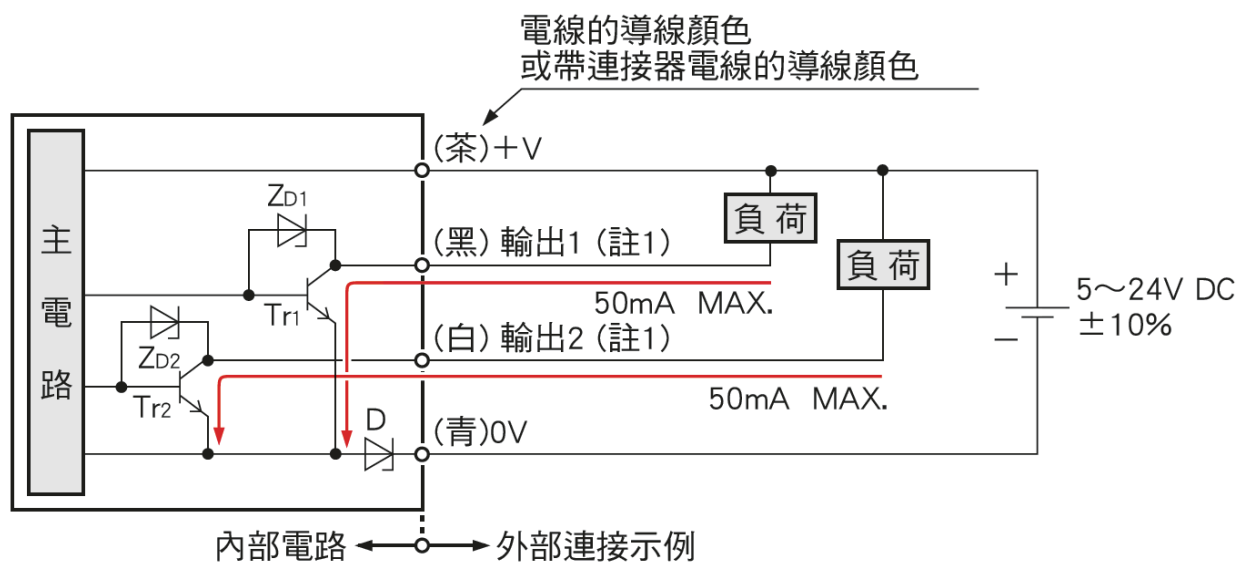 電線的導線顏色
或帶連接器電線的導線顏色
(茶)＋V
ZD1
負荷
主電路
(黑) 輸出1 (註1)
負荷
Tr1
50mA MAX.
＋
5～24V DC
±10%
－
(白) 輸出2 (註1)
ZD2
Tr2
50mA MAX.
D
(青)0V
內部電路
外部連接示例